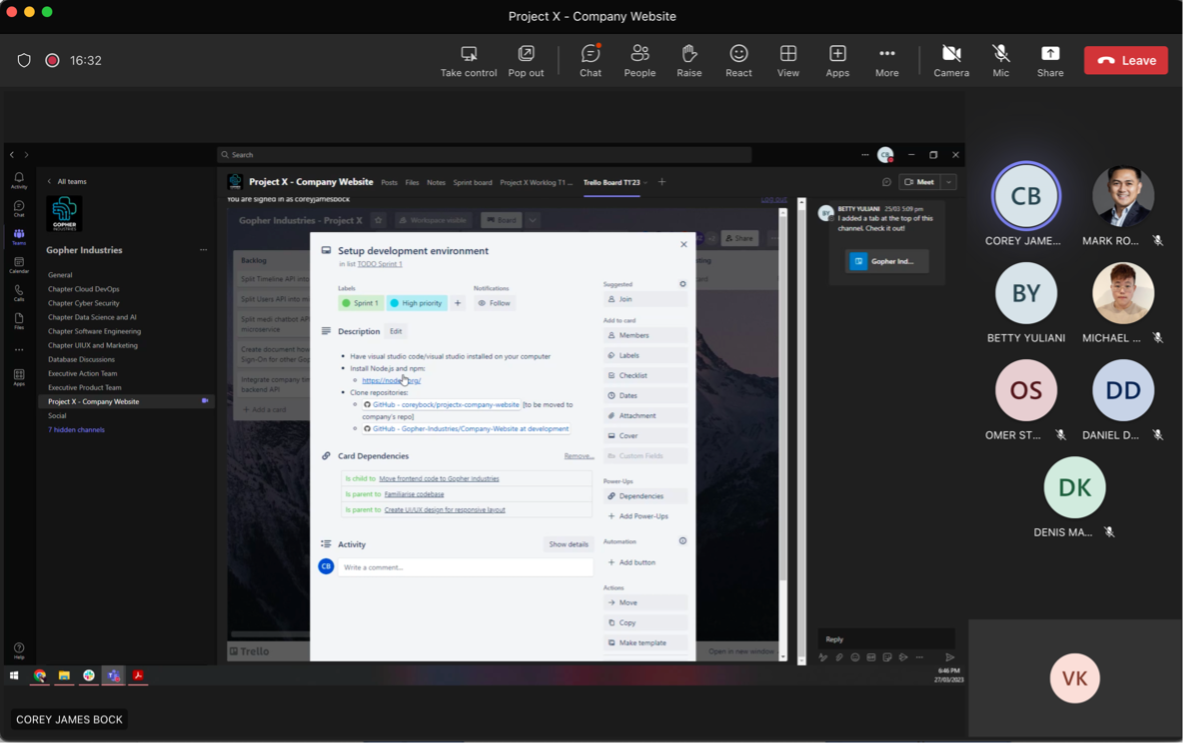 Project X - Company Website
16:32
Take control
Pop out
Chat
People
Raise
React
View
Apps
More
Camera
Mic
Share
Leave
Search
Activity
Chat
Teams
Calendar
Calls
Files
Apps
Help
All teams
GOPHER
INDUSTRIES
Gopher Industries
General
Chapter Cloud DevOps
Chapter Cyber Security
Chapter Data Science and AI
Chapter Software Engineering
Chapter UIUX and Marketing
Database Discussions
Executive Action Team
Executive Product Team
Project X - Company Website
Social
7 hidden channels
Project X - Company Website
Posts
Files
Notes
Sprint board
Project X Worklog T1 ...
Trello Board T1'23
Meet
You are signed in as coreyjamesbock
Log out
Gopher Industries - Project X
Workspace visible
Board
Share
Backlog
Split Timeline API into
Split Users API into mi
Split medi chatbot API
microservice
Create document how
Sign-On for other Gop
Integrate company tim
backend API
+ Add a card
Setup development environment
in list TODO Sprint 1
Labels
Sprint 1
High priority
+
Notifications
Follow
Description
Edit
• Have visual studio code/visual studio installed on your computer
• Install Node.js and npm:
• Clone repositories:
GitHub - coreybock/projectx-company-website [to be moved to
company's repo]
GitHub - Gopher-Industries/Company-Website at development
Card Dependencies
Remove...
Is child to Move frontend code to Gopher Industries
Is parent to Familiarise codebase
Is parent to Create UI/UX design for responsive layout
Activity
Show details
CB
Write a comment...
Suggested
Join
Add to card
Members
Labels
Checklist
Dates
Attachment
Cover
Custom Fields
Power-Ups
Dependencies
+ Add Power-Ups
Automation
+ Add button
Actions
Move
Copy
Make template
Trello
Open in new window
BY
BETTY YULIANI 25/03 5:09 pm
I added a tab at the top of this
channel. Check it out!
Gopher Ind...
Reply
6:46 PM
27/03/2023
CB
COREY JAME...
MARK RO...
BY
BETTY YULIANI
MICHAEL ...
OS
OMER ST...
DD
DANIEL D...
DK
DENIS MA...
VK
COREY JAMES BOCK